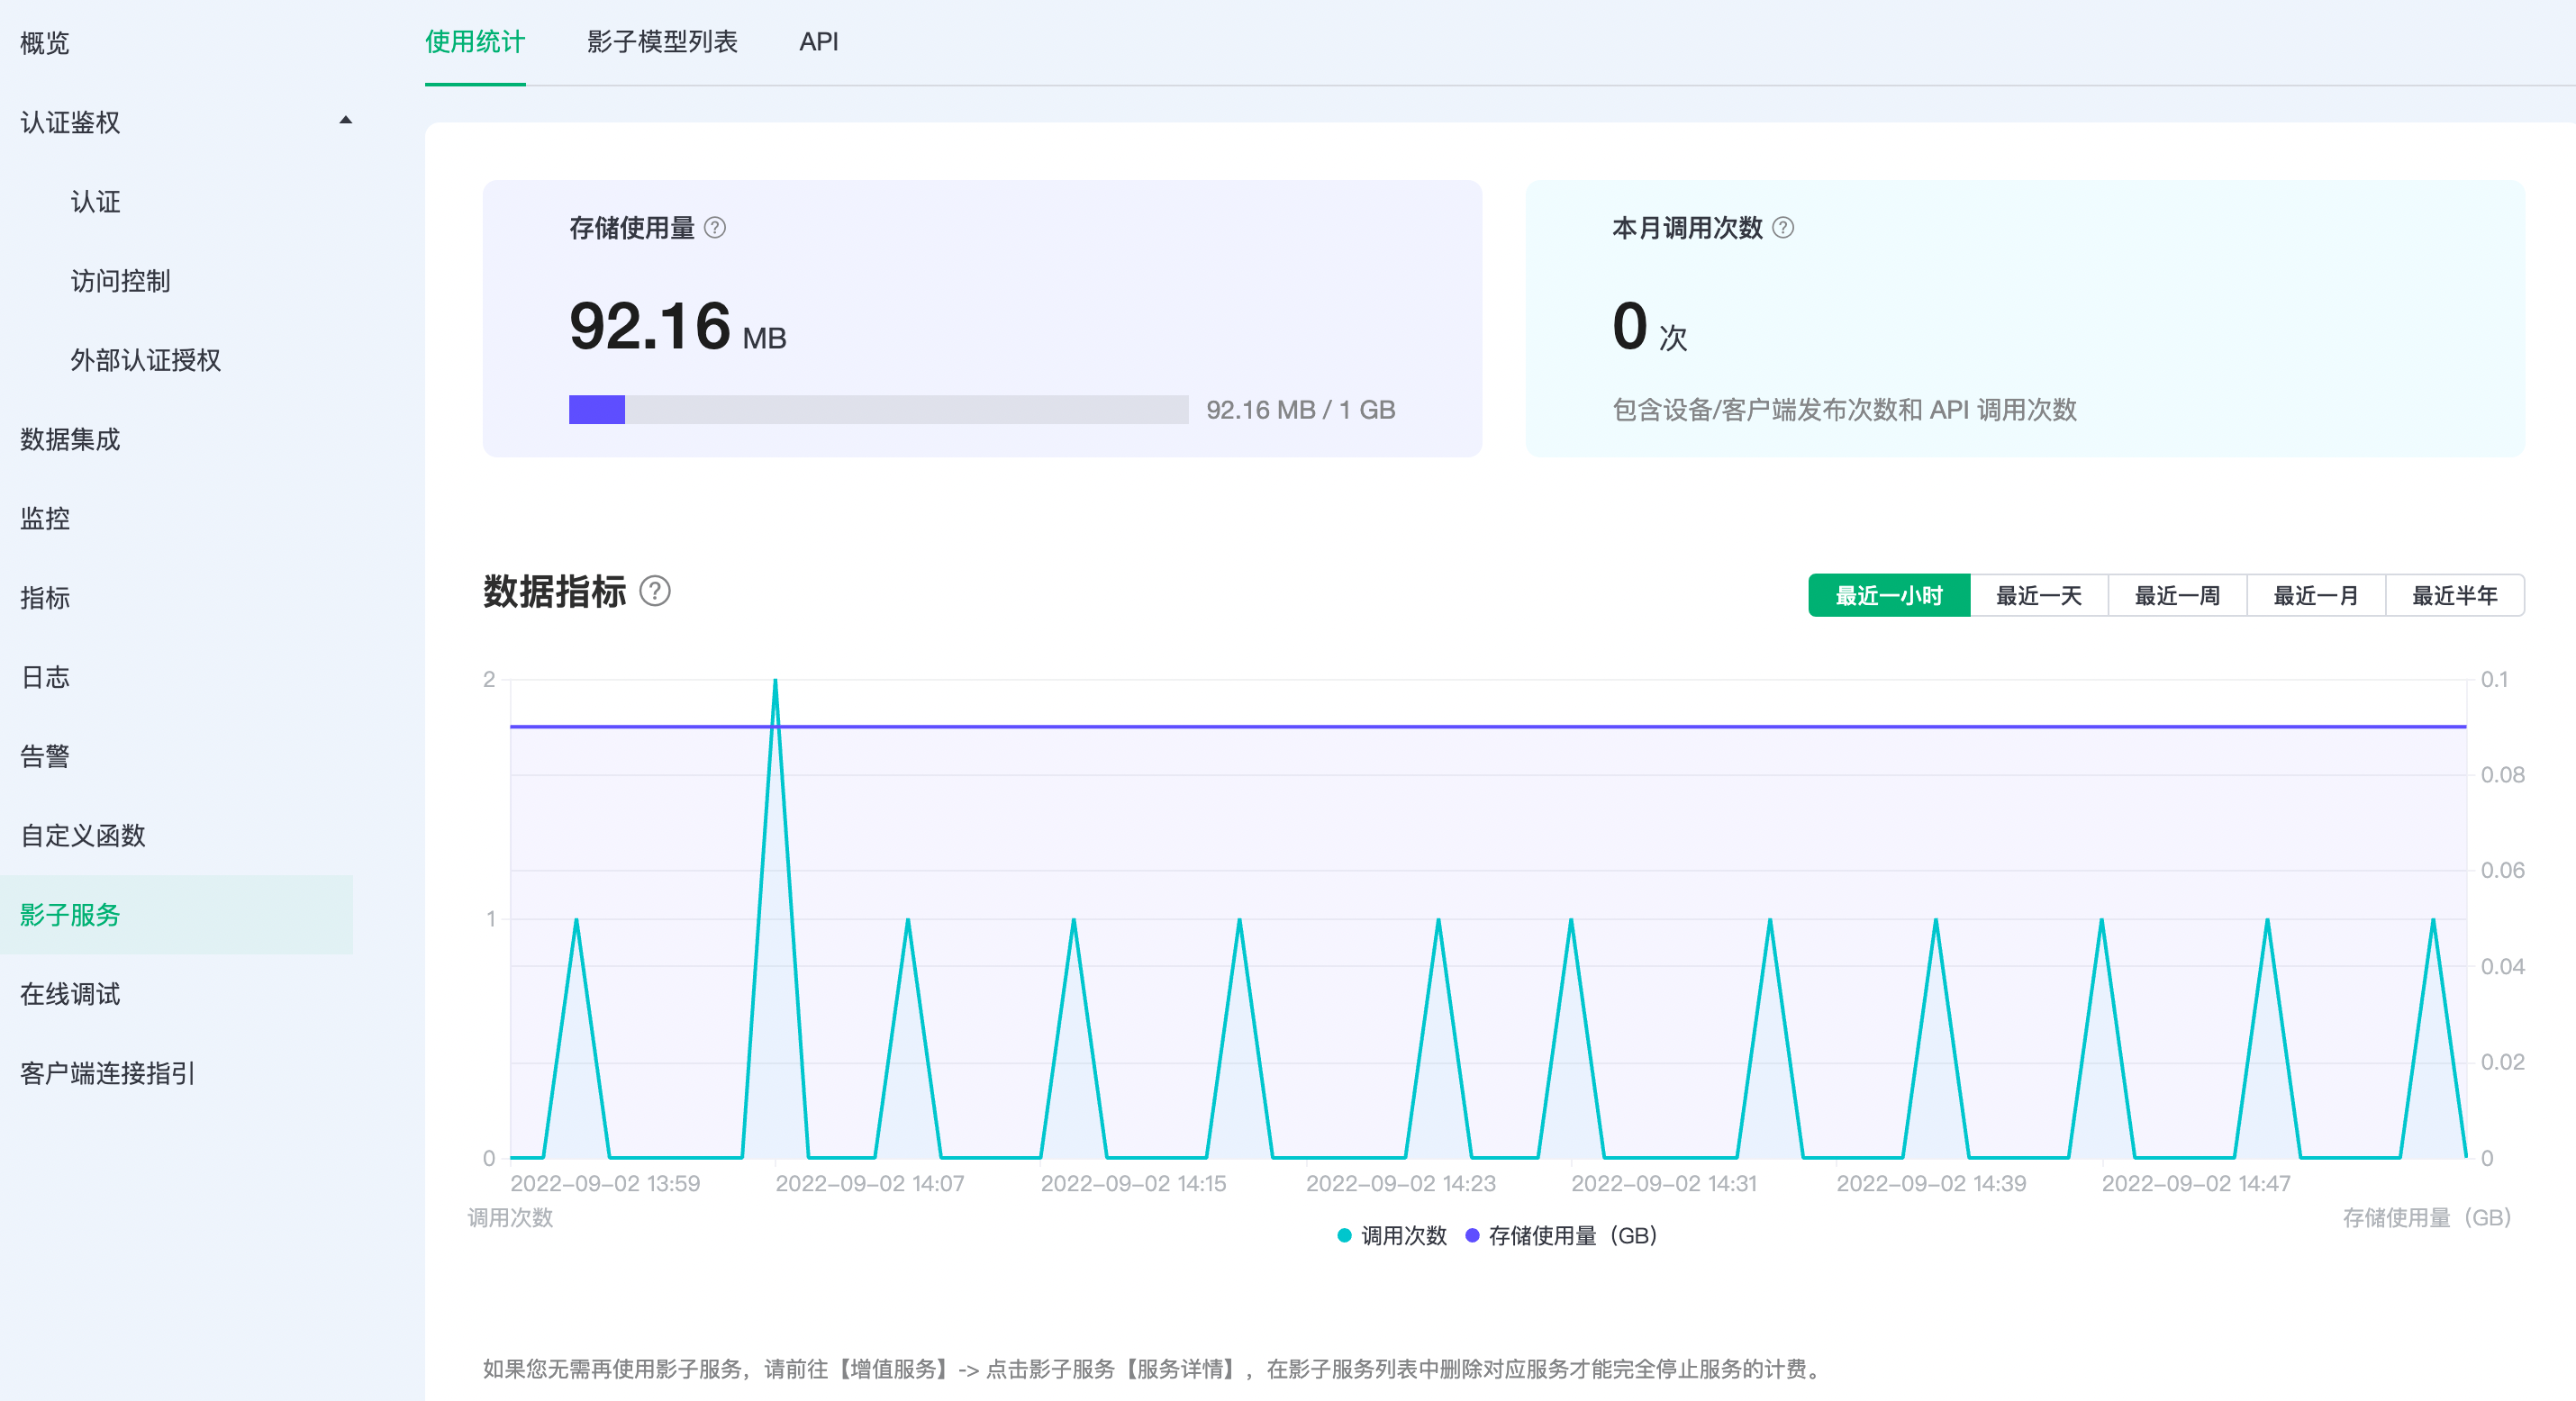 概览
认证鉴权
认证
访问控制
外部认证授权
数据集成
监控
指标
日志
告警
自定义函数
影子服务
在线调试
客户端连接指引
使用统计 影子模型列表 API
存储使用量 ?
92.16 MB
92.16 MB / 1 GB
本月调用次数 ?
0 次
包含设备/客户端发布次数和 API 调用次数
数据指标 ?
最近一小时 最近一天 最近一周 最近一月 最近半年
2
1
0
0.1
0.08
0.06
0.04
0.02
0
2022-09-02 13:59 2022-09-02 14:07 2022-09-02 14:15 2022-09-02 14:23 2022-09-02 14:31 2022-09-02 14:39 2022-09-02 14:47
调用次数
存储使用量（GB）
调用次数 存储使用量（GB）
如果您无需再使用影子服务，请前往【增值服务】-> 点击影子服务【服务详情】，在影子服务列表中删除对应服务才能完全停止服务的计费。